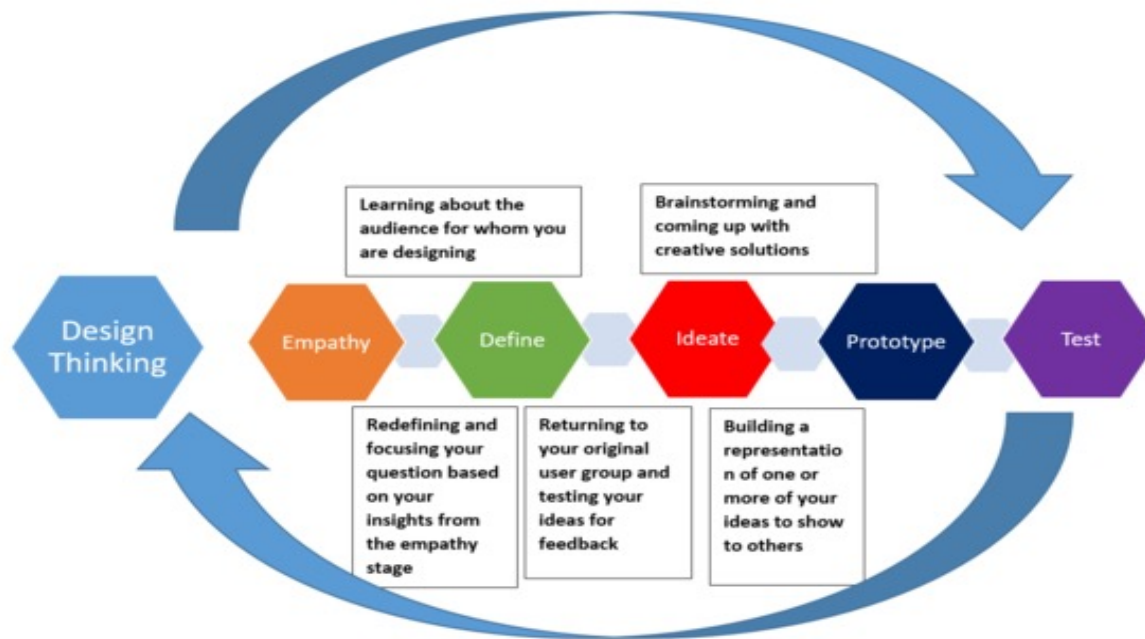 Learning about the
audience for whom you
are designing
Brainstorming and
coming up with
creative solutions
Design
Thinking
Empathy
Define
Ideate
Prototype
Test
Redefining and
focusing your
question based
on your
insights from
the empathy
stage
Returning to
your original
user group and
testing your
ideas for
feedback
Building a
representatio
n of one or
more of your
ideas to show
to others